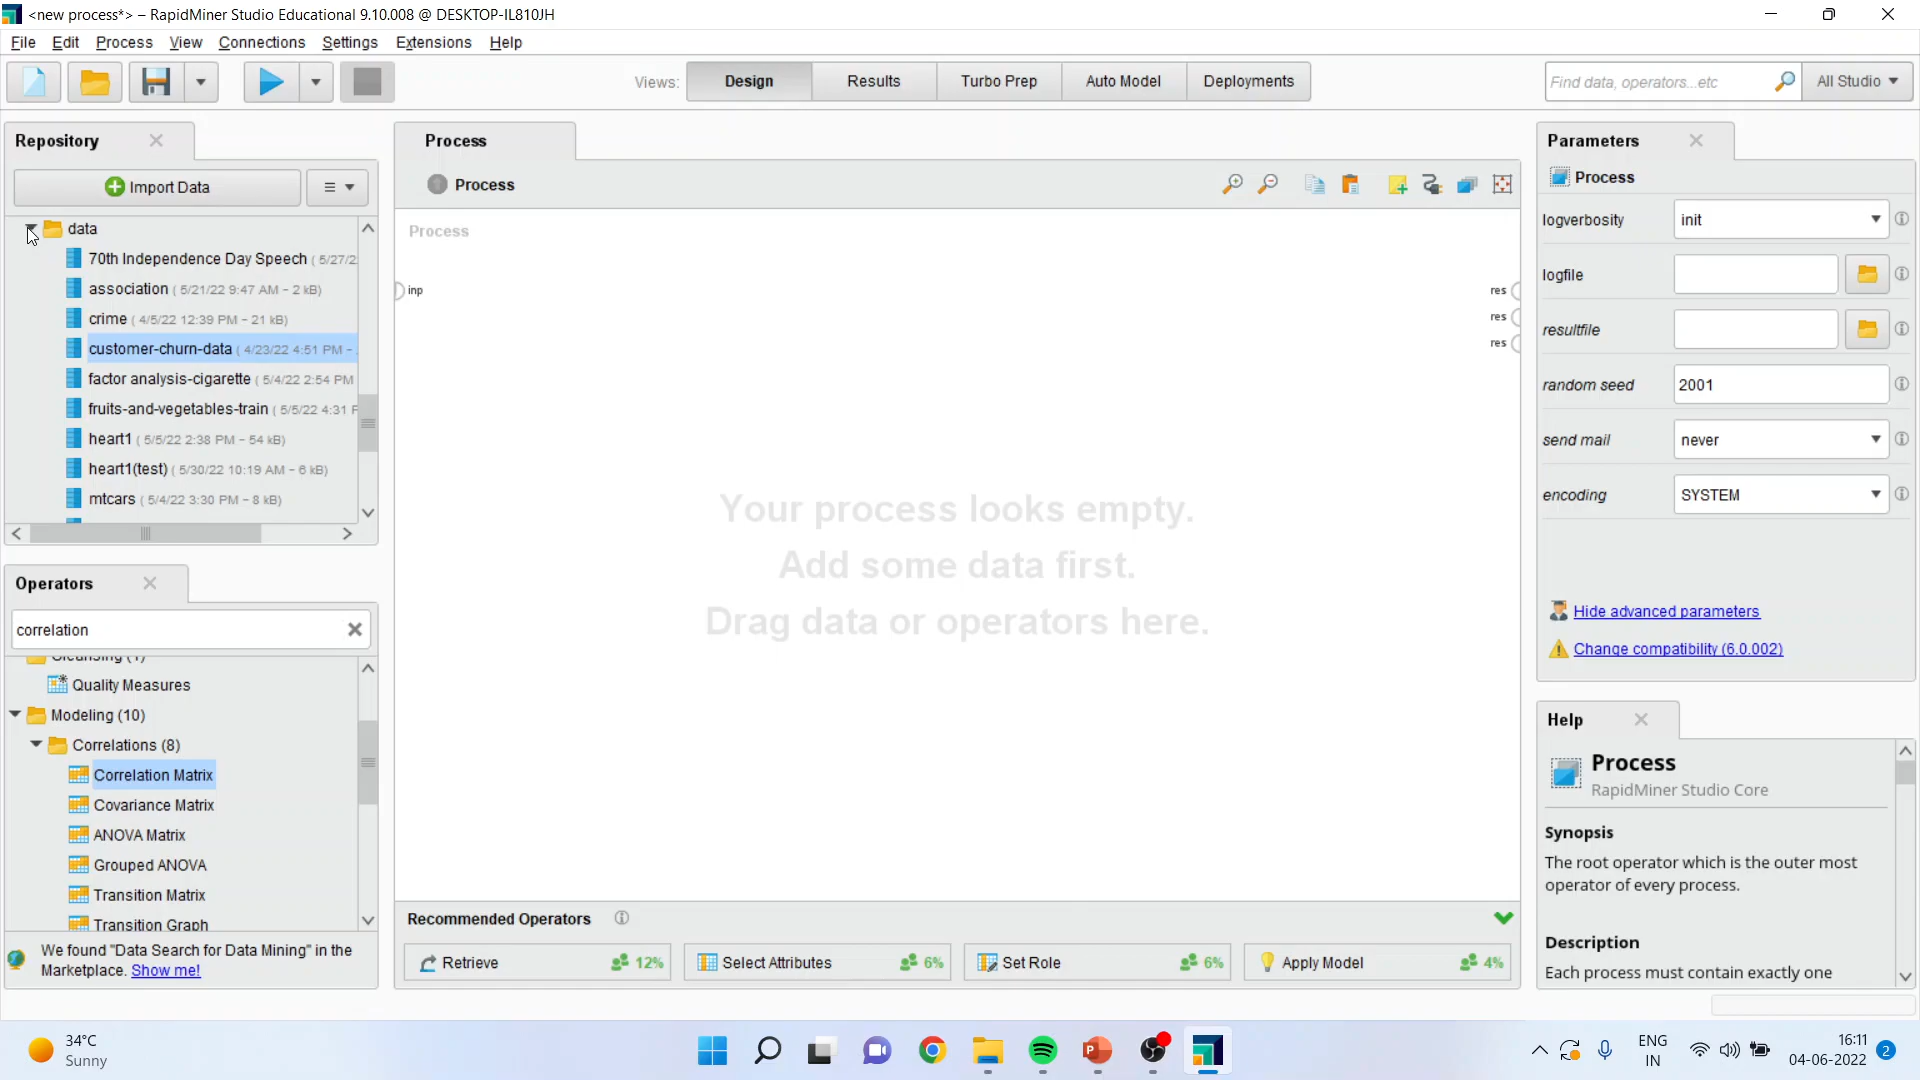 <new process*> – RapidMiner Studio Educational 9.10.008 @ DESKTOP-IL810JH
File Edit Process View Connections Settings Extensions Help
Views: Design Results Turbo Prep Auto Model Deployments
Find data, operators...etc All Studio
Repository
Import Data
data
70th Independence Day Speech ( 5/27/2
association ( 5/21/22 9:47 AM – 2 kB)
crime ( 4/5/22 12:39 PM – 21 kB)
customer-churn-data ( 4/23/22 4:51 PM –
factor analysis-cigarette ( 5/4/22 2:54 PM
fruits-and-vegetables-train ( 5/5/22 4:31 P
heart1 ( 5/5/22 2:38 PM – 54 kB)
heart1(test) ( 5/30/22 10:19 AM – 6 kB)
mtcars ( 5/4/22 3:30 PM – 8 kB)
Operators
correlation
Cleansing (1)
Quality Measures
Modeling (10)
Correlations (8)
Correlation Matrix
Covariance Matrix
ANOVA Matrix
Grouped ANOVA
Transition Matrix
Transition Graph
We found "Data Search for Data Mining" in the
Marketplace. Show me!
Process
Process
Process
inp
res
res
res
Your process looks empty.
Add some data first.
Drag data or operators here.
Recommended Operators
Retrieve 12%
Select Attributes 6%
Set Role 6%
Apply Model 4%
Parameters
Process
logverbosity init
logfile
resultfile
random seed 2001
send mail never
encoding SYSTEM
Hide advanced parameters
Change compatibility (6.0.002)
Help
Process
RapidMiner Studio Core
Synopsis
The root operator which is the outer most
operator of every process.
Description
Each process must contain exactly one
34°C
Sunny
ENG
IN
16:11
04-06-2022
2